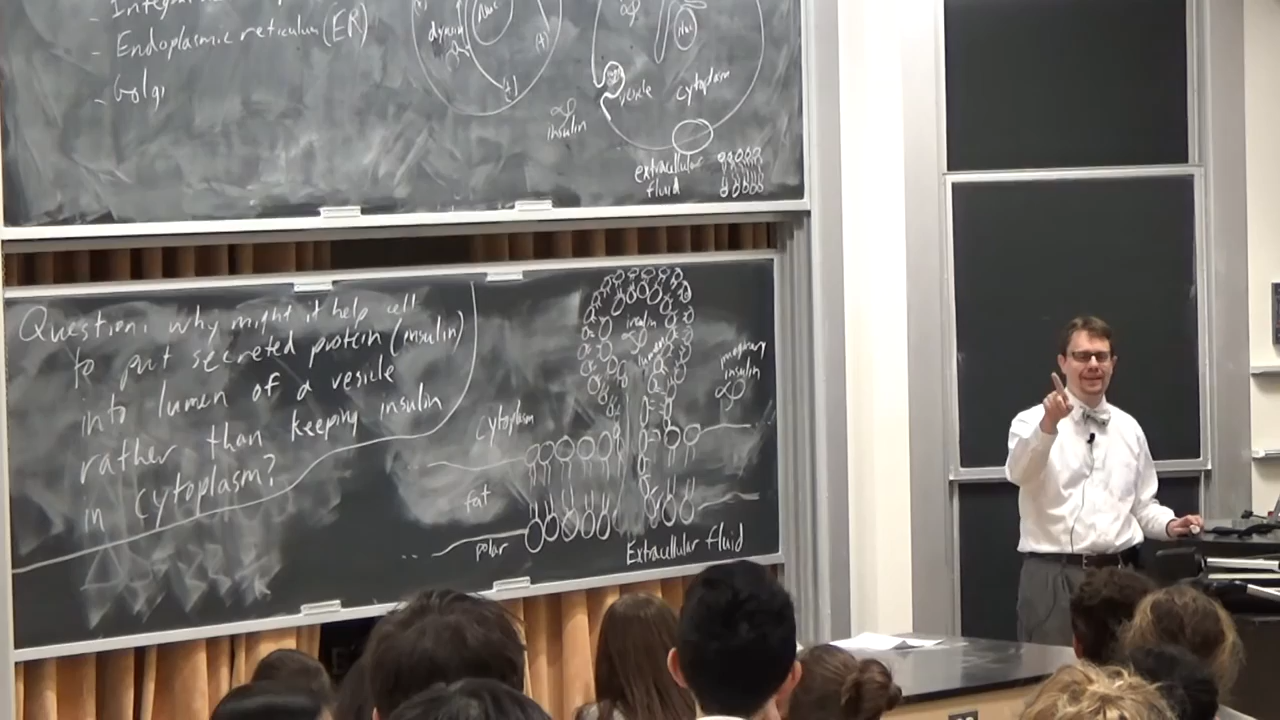 - Endoplasmic reticulum (ER)
- Golgi
dynein
Nuc
(+)
(-)
Nuc
vesicle
cytoplasm
insulin
extracellular
fluid
Question: why might it help cell
to put secreted protein (insulin)
into lumen of a vesicle
rather than keeping insulin
in cytoplasm?
insulin
lumen
imaginary
insulin
cytoplasm
fat
polar
Extracellular fluid